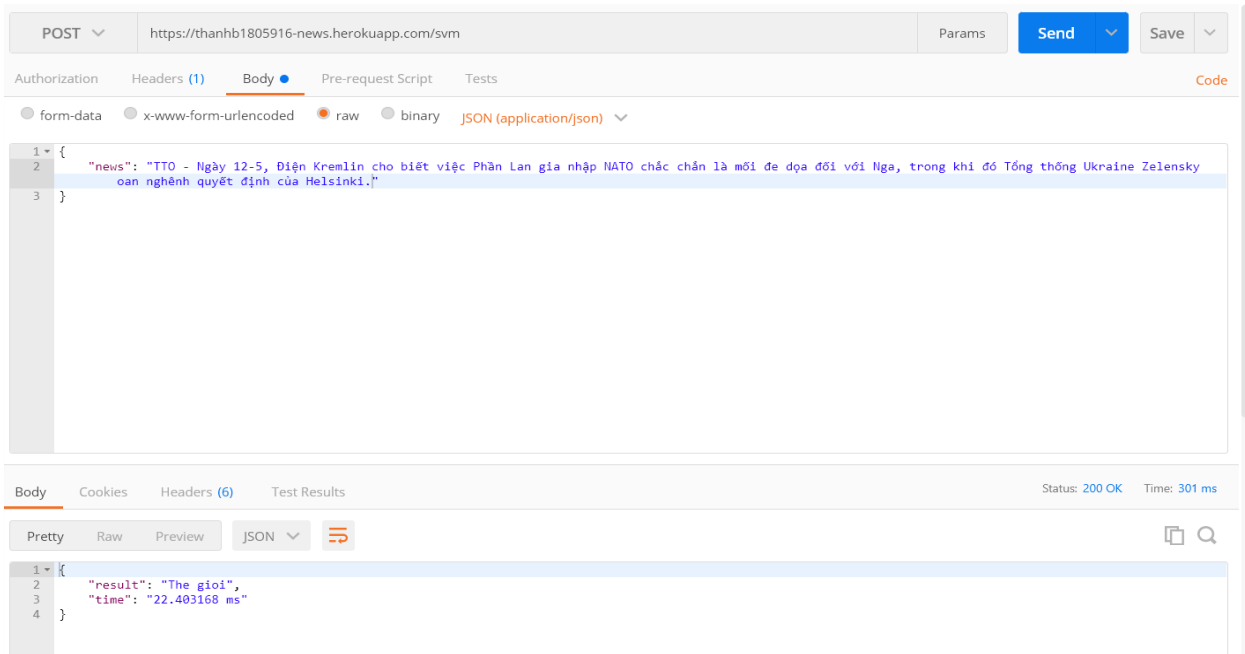 POST https://thanhb1805916-news.herokuapp.com/svm Params Send Save
Authorization Headers (1) Body Pre-request Script Tests Code
form-data x-www-form-urlencoded raw binary JSON (application/json)
1 {
2 "news": "TTO - Ngày 12-5, Điện Kremlin cho biết việc Phần Lan gia nhập NATO chắc chắn là mối đe dọa đối với Nga, trong khi đó Tổng thống Ukraine Zelensky
oan nghênh quyết định của Helsinki."
3 }
Body Cookies Headers (6) Test Results Status: 200 OK Time: 301 ms
Pretty Raw Preview JSON
1 {
2 "result": "The gioi",
3 "time": "22.403168 ms"
4 }